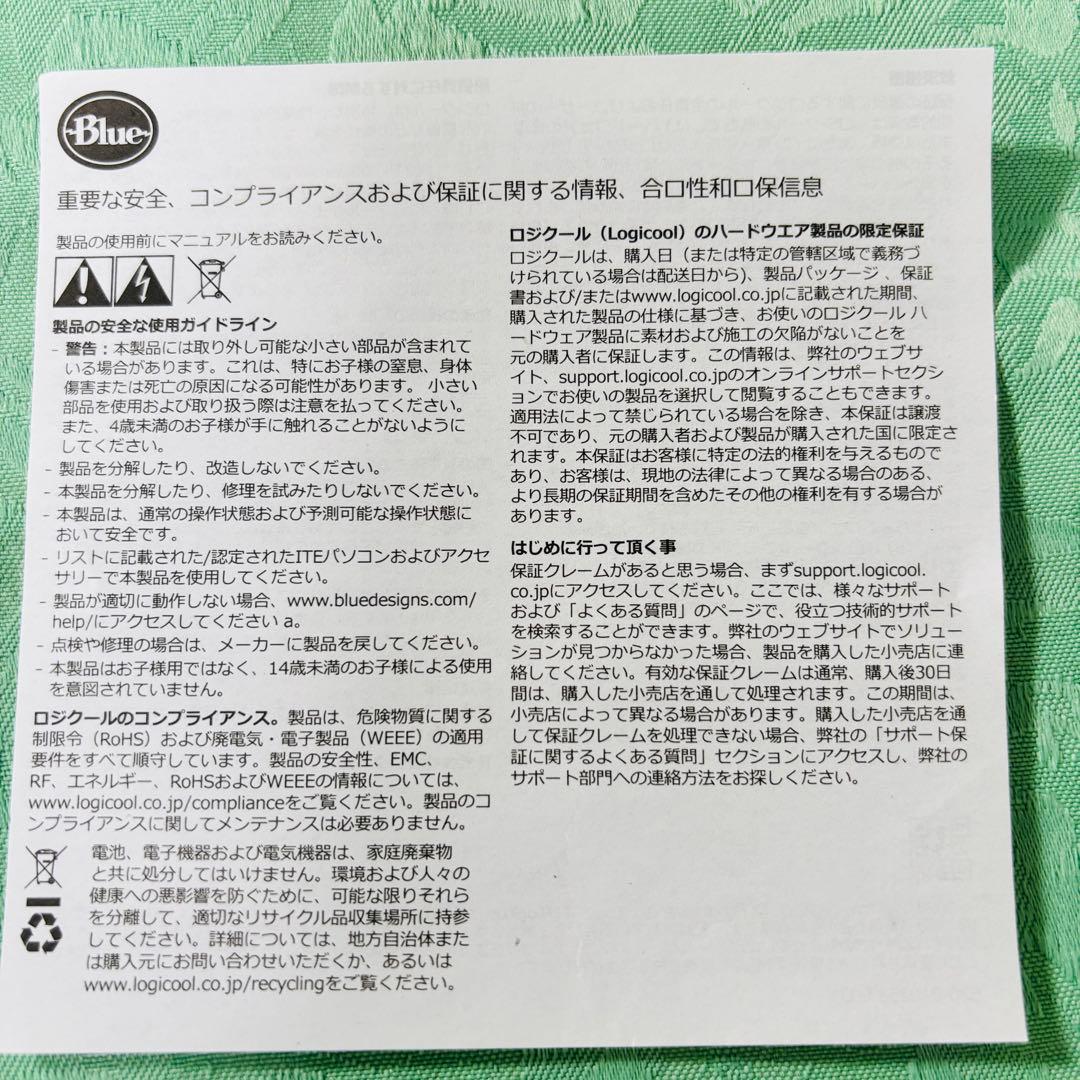 Blue
重要な安全、コンプライアンスおよび保証に関する情報、合口性和口保信息
製品の使用前にマニュアルをお読みください。
製品の安全な使用ガイドライン
- 警告：本製品には取り外し可能な小さい部品が含まれて
いる場合があります。これは、特にお子様の窒息、身体
傷害または死亡の原因になる可能性があります。 小さい
部品を使用および取り扱う際は注意を払ってください。
また、4歳未満のお子様が手に触れることがないように
してください。
- 製品を分解したり、改造しないでください。
- 本製品を分解したり、修理を試みたりしないでください。
- 本製品は、通常の操作状態および予測可能な操作状態に
おいて安全です。
- リストに記載された/認定されたITEパソコンおよびアクセ
サリーで本製品を使用してください。
- 製品が適切に動作しない場合、www.bluedesigns.com/
help/にアクセスしてください a。
- 点検や修理の場合は、メーカーに製品を戻してください。
- 本製品はお子様用ではなく、14歳未満のお子様による使用
を意図されていません。
ロジクールのコンプライアンス。製品は、危険物質に関する
制限令（RoHS）および廃電気・電子製品（WEEE）の適用
要件をすべて順守しています。製品の安全性、EMC、
RF、エネルギー、RoHSおよびWEEEの情報については、
www.logicool.co.jp/complianceをご覧ください。製品のコ
ンプライアンスに関してメンテナンスは必要ありません。
電池、電子機器および電気機器は、家庭廃棄物
と共に処分してはいけません。環境および人々の
健康への悪影響を防ぐために、可能な限りそれら
を分離して、適切なリサイクル品収集場所に持参
してください。詳細については、地方自治体また
は購入元にお問い合わせいただくか、あるいは
www.logicool.co.jp/recyclingをご覧ください。
ロジクール（Logicool）のハードウエア製品の限定保証
ロジクールは、購入日（または特定の管轄区域で義務づ
けられている場合は配送日から)、製品パッケージ 、保証
書および/またはwww.logicool.co.jpに記載された期間、
購入された製品の仕様に基づき、お使いのロジクール ハ
ードウェア製品に素材および施工の欠陥がないことを
元の購入者に保証します。この情報は、弊社のウェブサ
イト、support.logicool.co.jpのオンラインサポートセクシ
ョンでお使いの製品を選択して閲覧することもできます。
適用法によって禁じられている場合を除き、本保証は譲渡
不可であり、元の購入者および製品が購入された国に限定さ
れます。本保証はお客様に特定の法的権利を与えるもので
あり、お客様は、現地の法律によって異なる場合のある、
より長期の保証期間を含めたその他の権利を有する場合が
あります。
はじめに行って頂く事
保証クレームがあると思う場合、まずsupport.logicool.
co.jpにアクセスしてください。ここでは、様々なサポート
および「よくある質問」のページで、役立つ技術的サポート
を検索することができます。弊社のウェブサイトでソリュー
ションが見つからなかった場合、製品を購入した小売店に連
絡してください。有効な保証クレームは通常、購入後30日
間は、購入した小売店を通して処理されます。この期間は、
小売店によって異なる場合があります。購入した小売店を通
して保証クレームを処理できない場合、弊社の「サポート保
証に関するよくある質問」セクションにアクセスし、弊社の
サポート部門への連絡方法をお探しください。